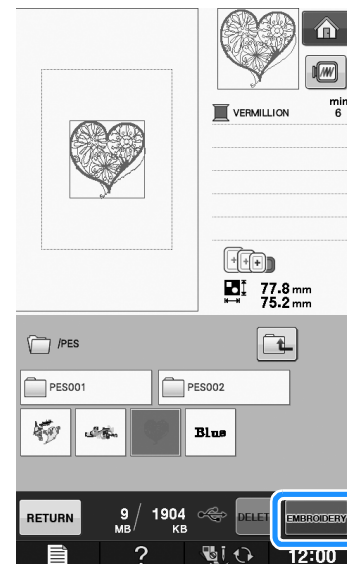 min
VERMILLION 6
77.8 mm
75.2 mm
/PES
PES001 PES002
Blue
RETURN 9 MB / 1904 KB DELET EMBROIDERY
? 12:00